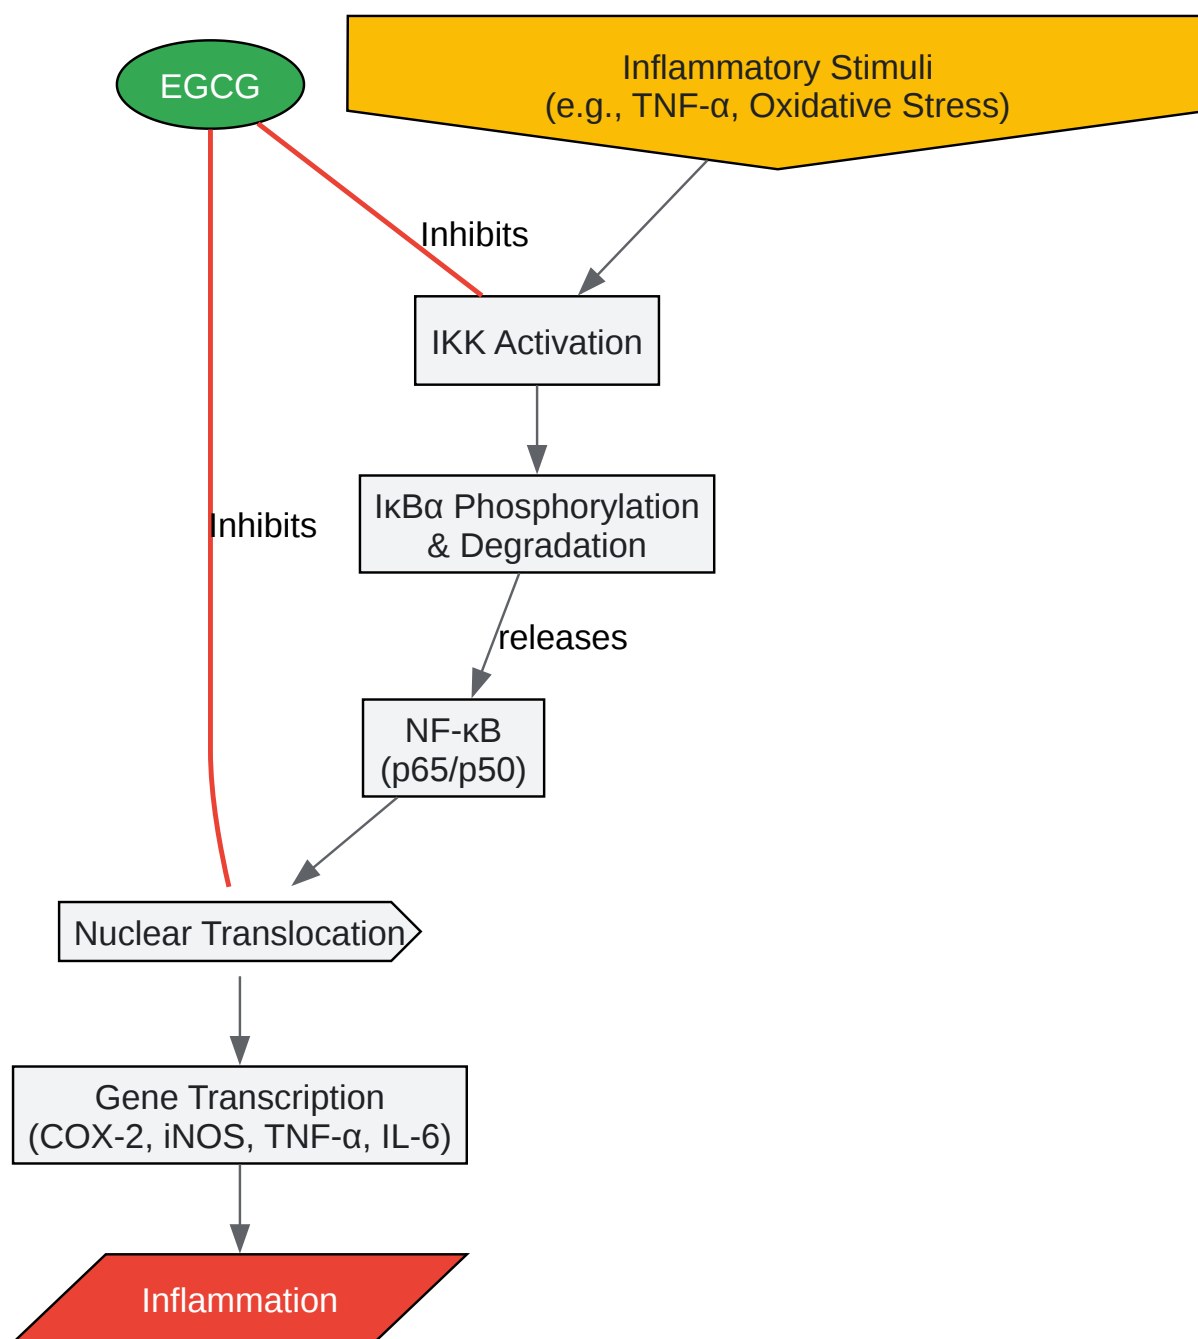 EGCG
Inflammatory Stimuli
(e.g., TNF-α, Oxidative Stress)
Inhibits
IKK Activation
Inhibits
IκBα Phosphorylation
& Degradation
releases
NF-κB
(p65/p50)
Nuclear Translocation
Gene Transcription
(COX-2, iNOS, TNF-α, IL-6)
Inflammation